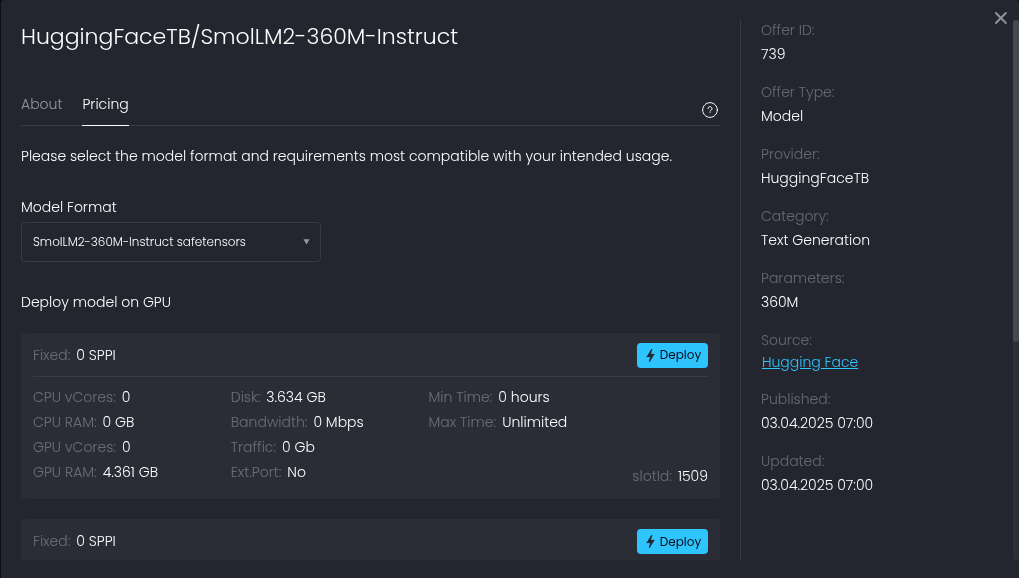 HuggingFaceTB/SmolLM2-360M-Instruct
About Pricing
?
Please select the model format and requirements most compatible with your intended usage.
Model Format
SmolLM2-360M-Instruct safetensors
Deploy model on GPU
Fixed: 0 SPPI Deploy
CPU vCores: 0 Disk: 3.634 GB Min Time: 0 hours
CPU RAM: 0 GB Bandwidth: 0 Mbps Max Time: Unlimited
GPU vCores: 0 Traffic: 0 Gb
GPU RAM: 4.361 GB Ext.Port: No slotId: 1509
Fixed: 0 SPPI Deploy
Offer ID:
739
Offer Type:
Model
Provider:
HuggingFaceTB
Category:
Text Generation
Parameters:
360M
Source:
Hugging Face
Published:
03.04.2025 07:00
Updated:
03.04.2025 07:00